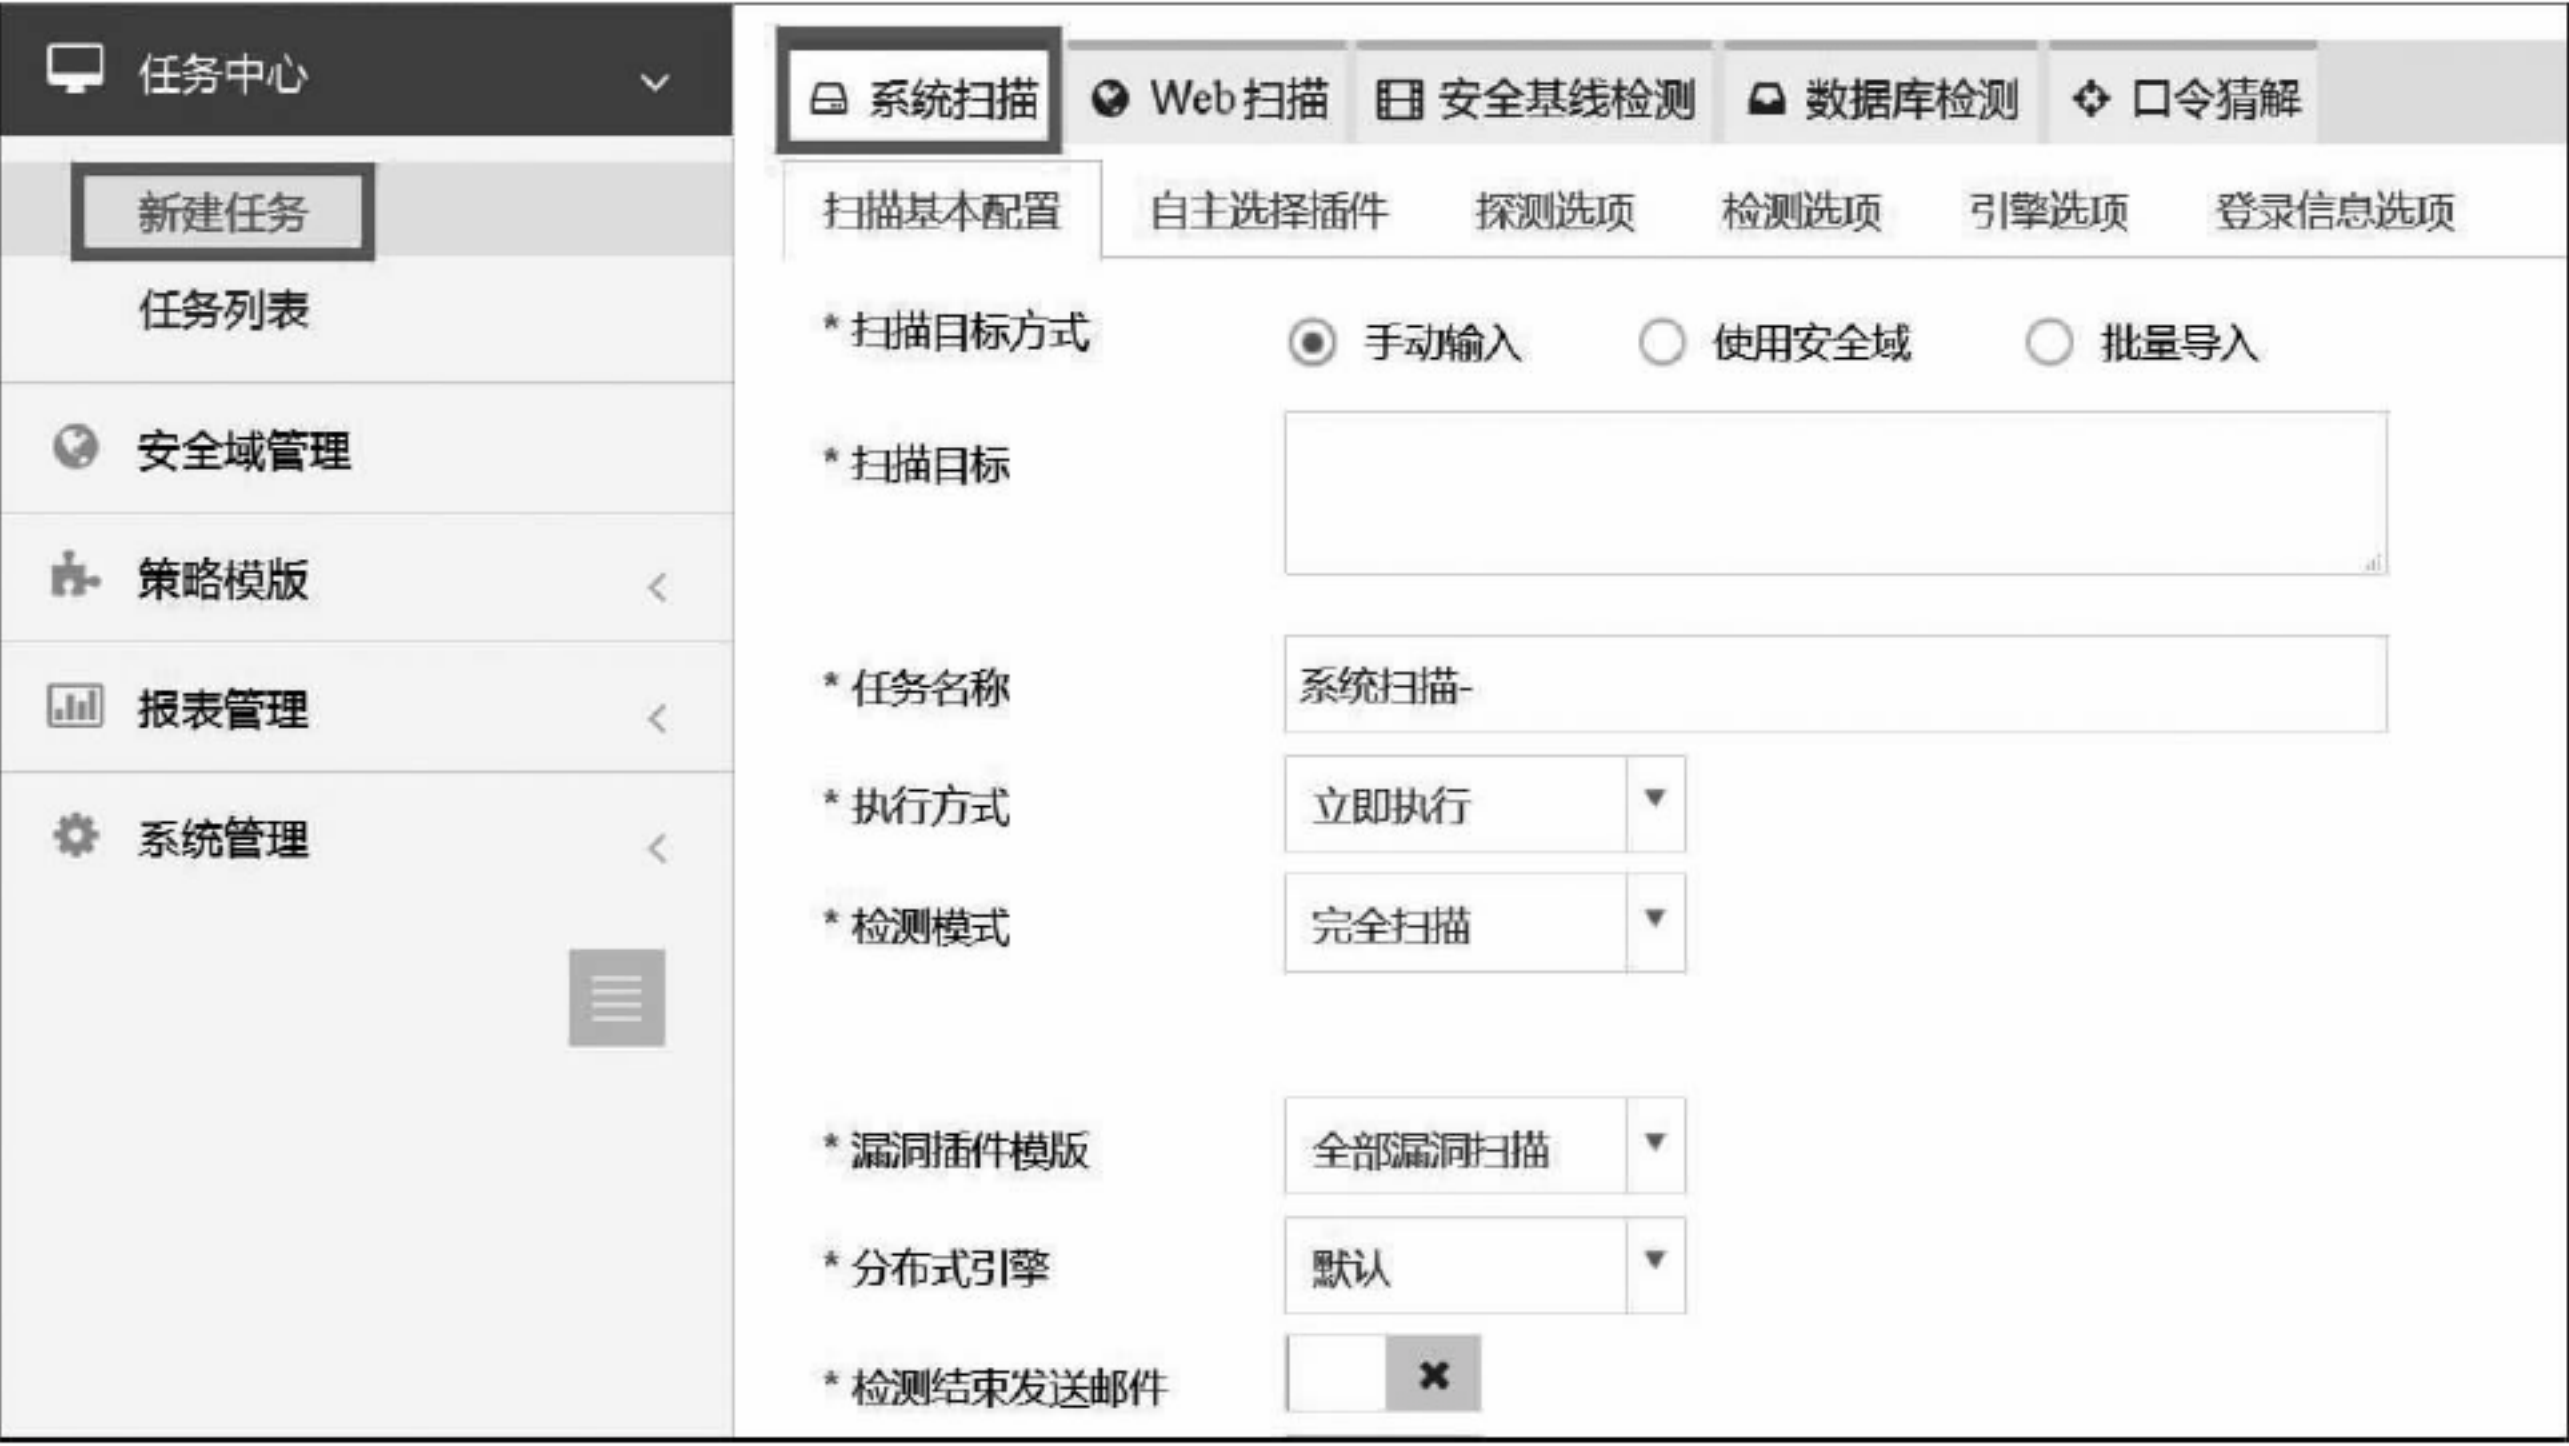 任务中心
新建任务
任务列表
安全域管理
策略模版
报表管理
系统管理
系统扫描 Web扫描 安全基线检测 数据库检测 口令猜解
扫描基本配置 自主选择插件 探测选项 检测选项 引擎选项 登录信息选项
* 扫描目标方式 手动输入 使用安全域 批量导入
* 扫描目标
* 任务名称 系统扫描-
* 执行方式 立即执行
* 检测模式 完全扫描
* 漏洞插件模版 全部漏洞扫描
* 分布式引擎 默认
* 检测结束发送邮件